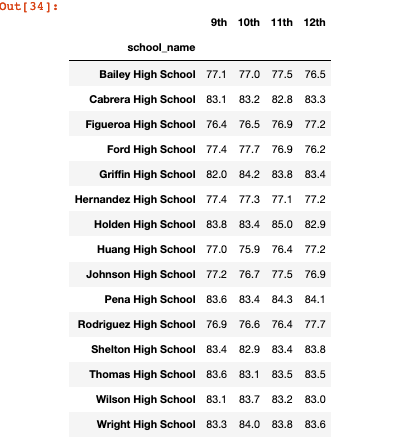 Out[34]:
9th 10th 11th 12th
school_name
Bailey High School 77.1 77.0 77.5 76.5
Cabrera High School 83.1 83.2 82.8 83.3
Figueroa High School 76.4 76.5 76.9 77.2
Ford High School 77.4 77.7 76.9 76.2
Griffin High School 82.0 84.2 83.8 83.4
Hernandez High School 77.4 77.3 77.1 77.2
Holden High School 83.8 83.4 85.0 82.9
Huang High School 77.0 75.9 76.4 77.2
Johnson High School 77.2 76.7 77.5 76.9
Pena High School 83.6 83.4 84.3 84.1
Rodriguez High School 76.9 76.6 76.4 77.7
Shelton High School 83.4 82.9 83.4 83.8
Thomas High School 83.6 83.1 83.5 83.5
Wilson High School 83.1 83.7 83.2 83.0
Wright High School 83.3 84.0 83.8 83.6